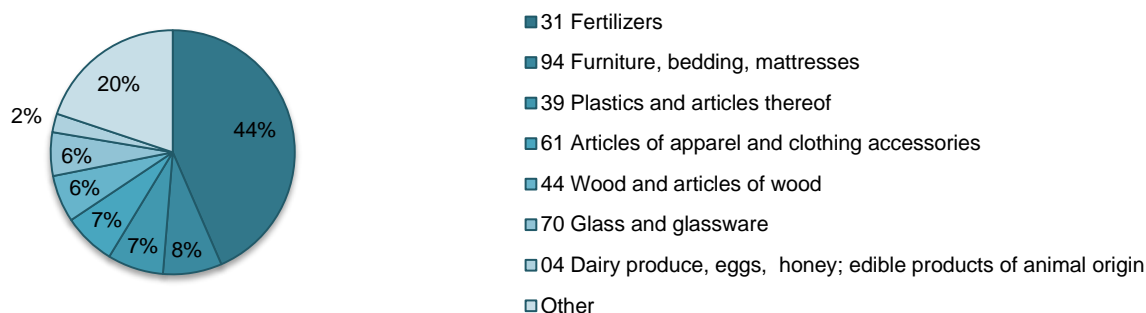 31 Fertilizers
94 Furniture, bedding, mattresses
39 Plastics and articles thereof
61 Articles of apparel and clothing accessories
44 Wood and articles of wood
70 Glass and glassware
04 Dairy produce, eggs, honey; edible products of animal origin
Other
44%
8%
7%
7%
6%
6%
2%
20%